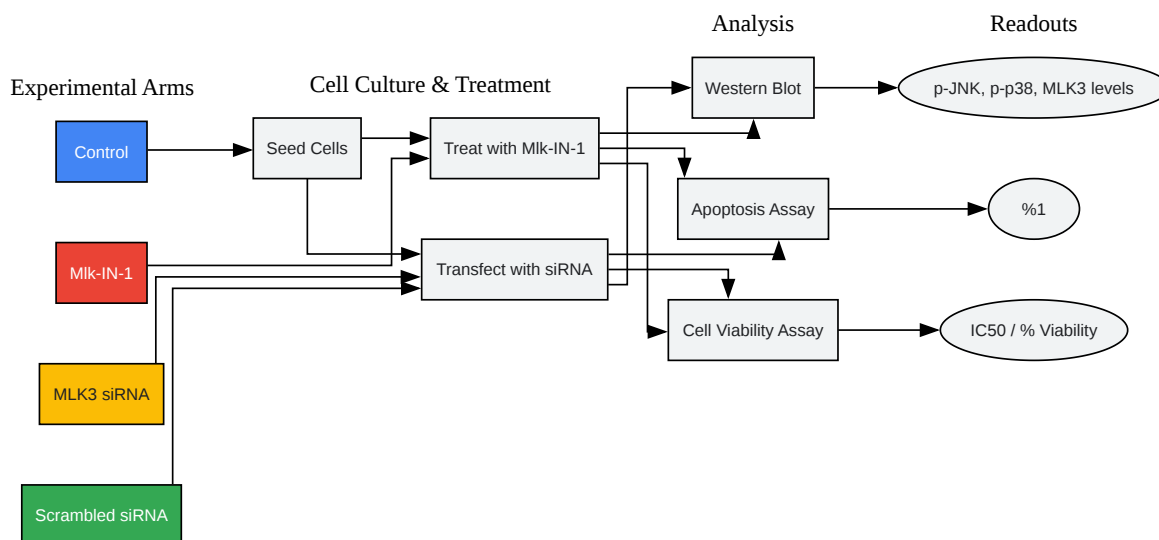 Analysis
Readouts
Experimental Arms
Cell Culture & Treatment
Western Blot
p-JNK, p-p38, MLK3 levels
Control
Seed Cells
Treat with Mlk-IN-1
Apoptosis Assay
%1
Mlk-IN-1
Transfect with siRNA
Cell Viability Assay
IC50 / % Viability
MLK3 siRNA
Scrambled siRNA